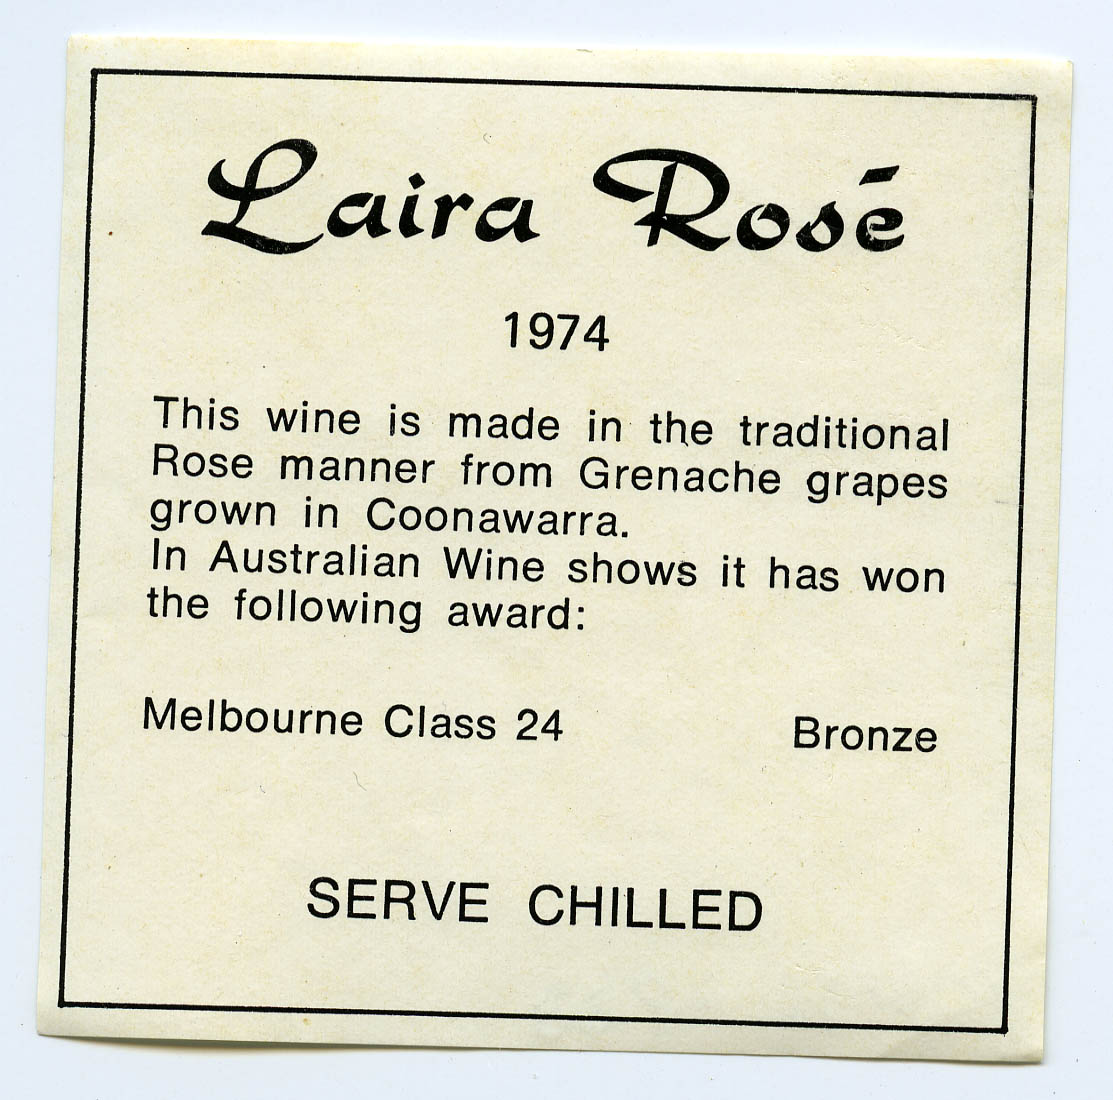 Laira Rosé
1974
This wine is made in the traditional
Rose manner from Grenache grapes
grown in Coonawarra.
In Australian Wine shows it has won
the following award:
Melbourne Class 24 Bronze
SERVE CHILLED